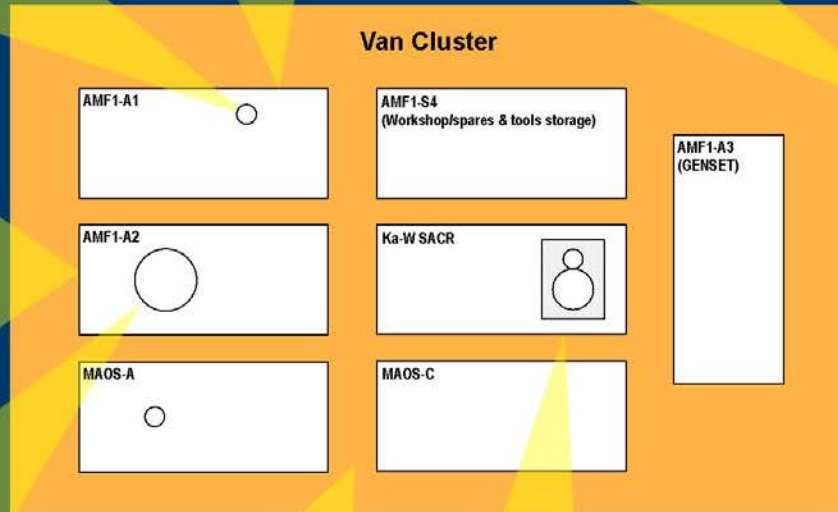 Van Cluster
AMF1-A1
AMF1-S4
(Workshop/spares & tools storage)
AMF1-A3
(GENSET)
AMF1-A2
Ka-W SACR
MAOS-A
MAOS-C